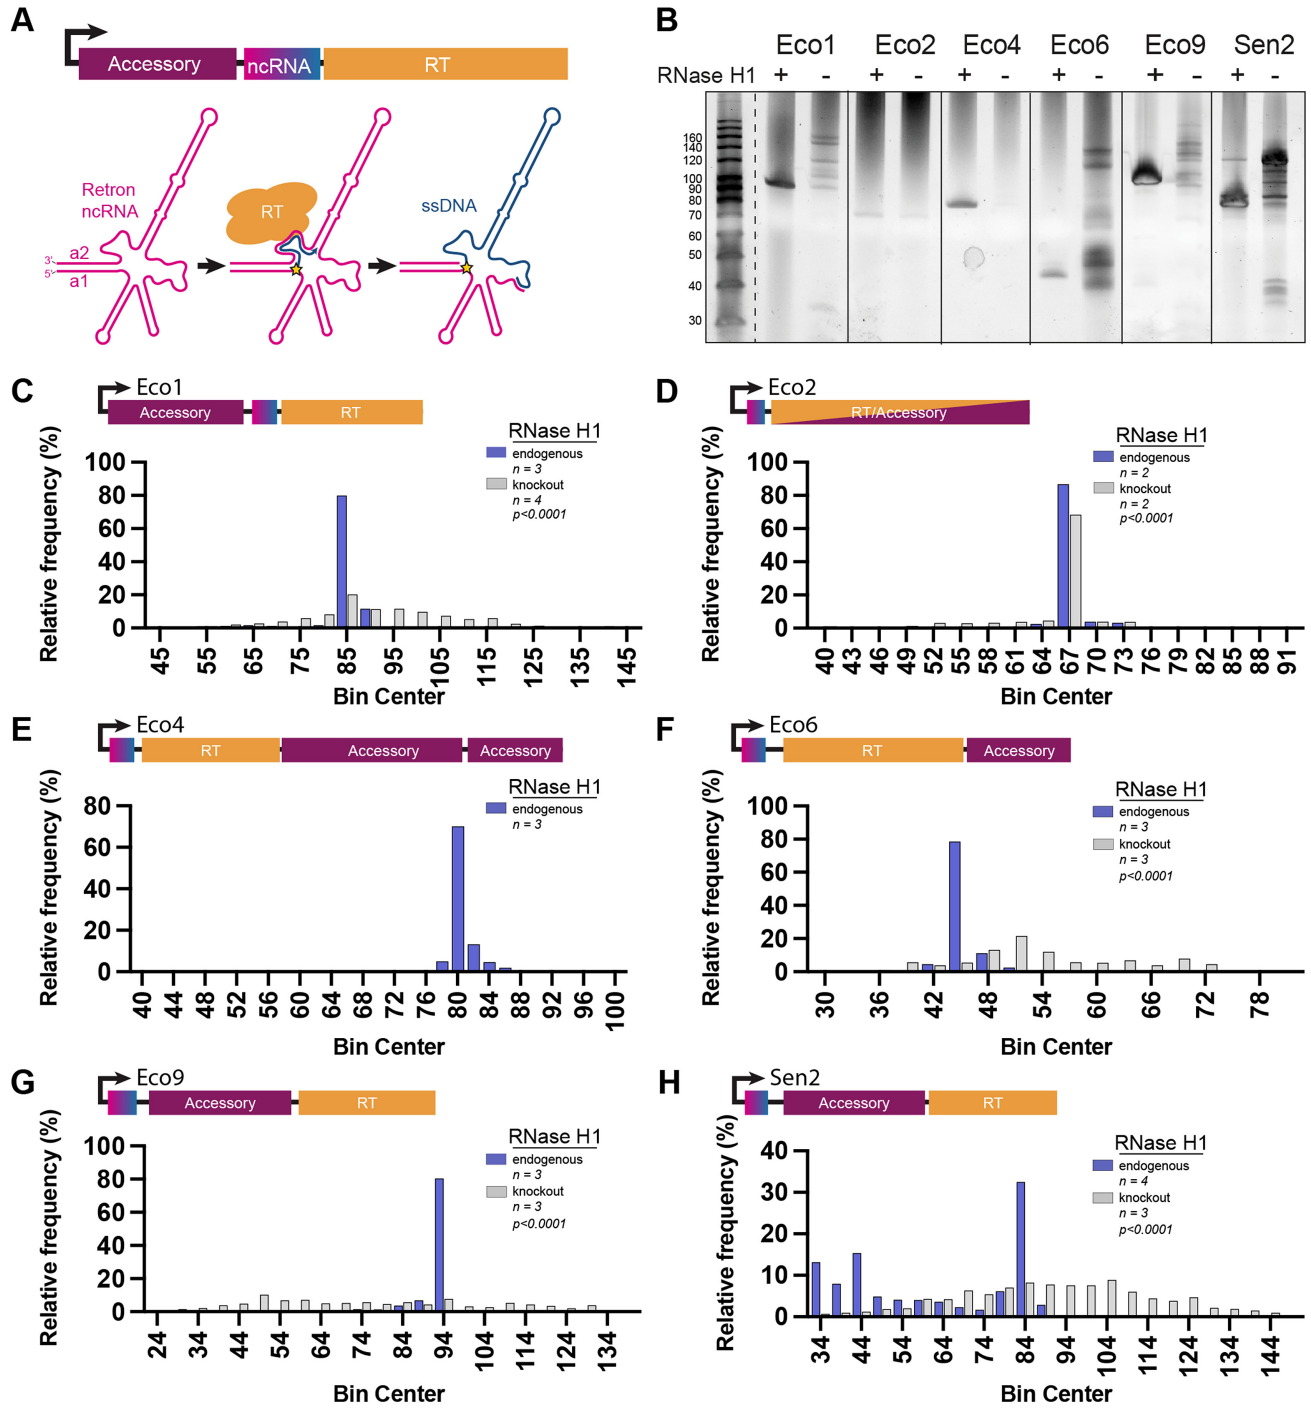 A
Accessory
ncRNA
RT
Retron
ncRNA
a2
3'
5'
a1
RT
ssDNA
B
Eco1 Eco2 Eco4 Eco6 Eco9 Sen2
RNase H1 + - + - + - + - + - + -
160
140
120
100
90
80
70
60
50
40
30
C
Eco1
Accessory
RT
RNase H1
endogenous
n = 3
knockout
n = 4
p<0.0001
Relative frequency (%)
100
80
60
40
20
0
45 55 65 75 85 95 105 115 125 135 145
Bin Center
D
Eco2
RT/Accessory
RNase H1
endogenous
n = 2
knockout
n = 2
p<0.0001
Relative frequency (%)
100
80
60
40
20
0
40 43 46 49 52 55 58 61 64 67 70 73 76 79 82 85 88 91
Bin Center
E
Eco4
RT
Accessory
Accessory
RNase H1
endogenous
n = 3
Relative frequency (%)
80
60
40
20
0
40 44 48 52 56 60 64 68 72 76 80 84 88 92 96 100
Bin Center
F
Eco6
RT
Accessory
RNase H1
endogenous
n = 3
knockout
n = 3
p<0.0001
Relative frequency (%)
100
80
60
40
20
0
30 36 42 48 54 60 66 72 78
Bin Center
G
Eco9
Accessory
RT
RNase H1
endogenous
n = 3
knockout
n = 3
p<0.0001
Relative frequency (%)
100
80
60
40
20
0
24 34 44 54 64 74 84 94 104 114 124 134
Bin Center
H
Sen2
Accessory
RT
RNase H1
endogenous
n = 4
knockout
n = 3
p<0.0001
Relative frequency (%)
40
30
20
10
0
34 44 54 64 74 84 94 104 114 124 134 144
Bin Center